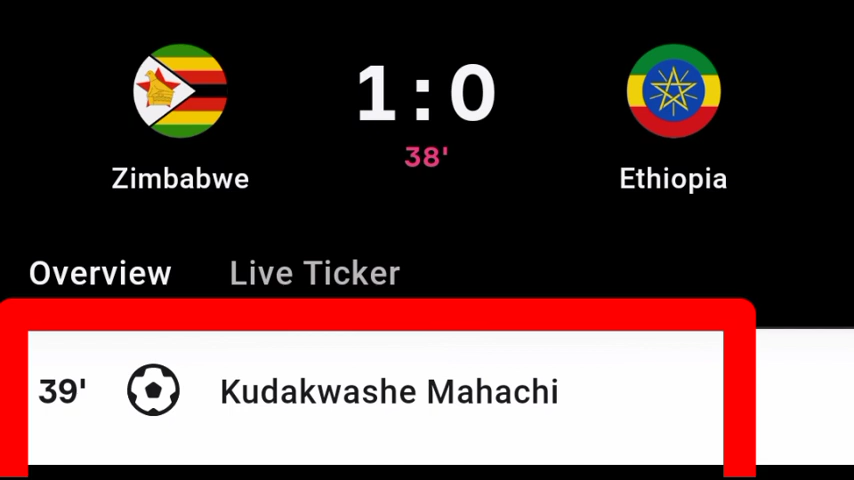 1:0
38'
Zimbabwe Ethiopia
Overview Live Ticker
39' Kudakwashe Mahachi